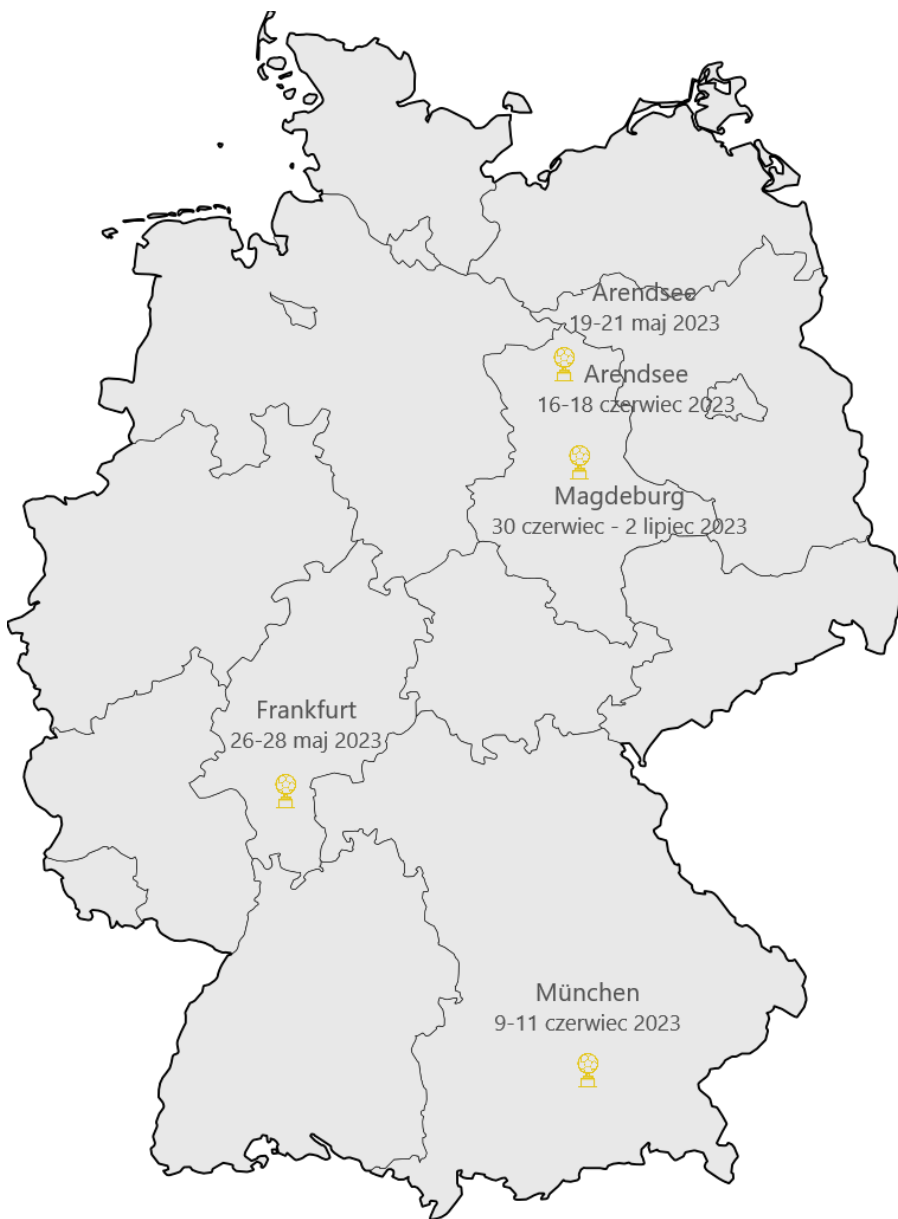 Arendsee
19-21 maj 2023
Arendsee
16-18 czerwiec 2023
Magdeburg
30 czerwiec - 2 lipiec 2023
Frankfurt
26-28 maj 2023
München
9-11 czerwiec 2023